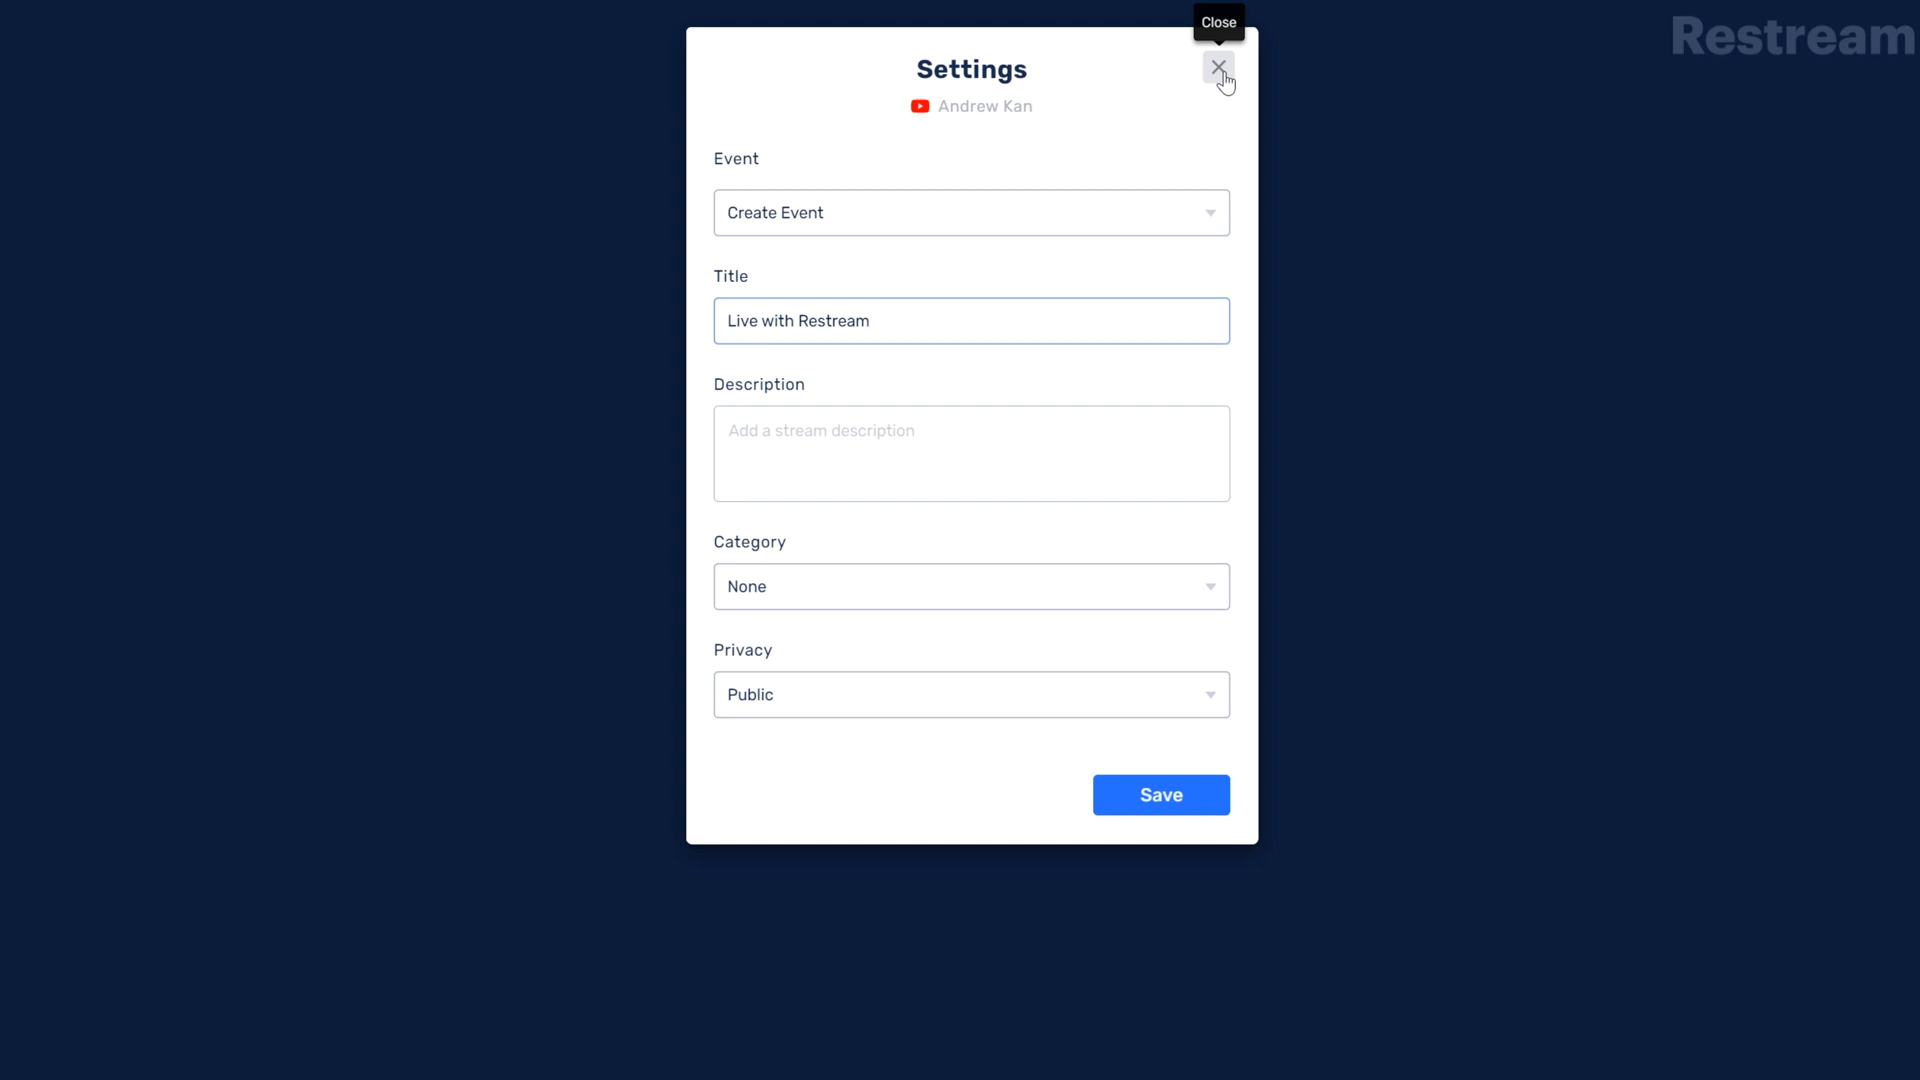 Close
Restream
Settings
Andrew Kan
Event
Create Event
Title
Live with Restream
Description
Add a stream description
Category
None
Privacy
Public
Save